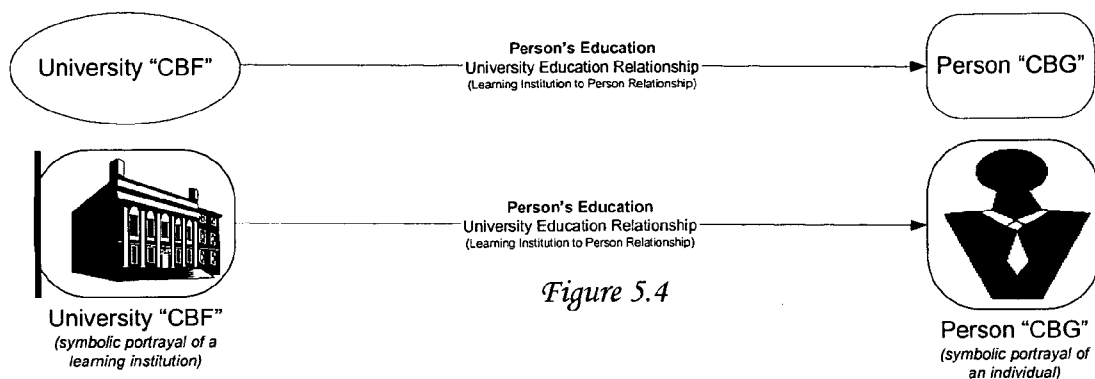 University “CBF”
Person's Education
University Education Relationship
(Learning Institution to Person Relationship)
Person “CBG”
Person's Education
University Education Relationship
(Learning Institution to Person Relationship)
Figure 5.4
University “CBF”
(symbolic portrayal of a
learning institution)
Person “CBG”
(symbolic portrayal of
an individual)